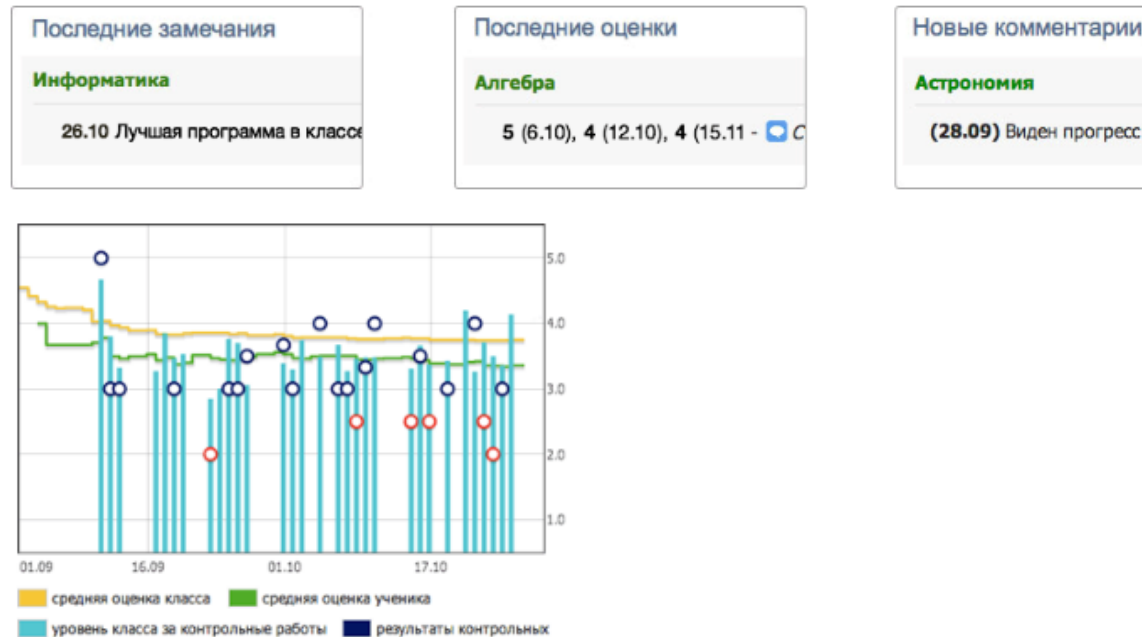 Последние замечания
Информатика
26.10 Лучшая программа в классе
Последние оценки
Алгебра
5 (6.10), 4 (12.10), 4 (15.11 - С
Новые комментарии
Астрономия
(28.09) Виден прогресс
5.0
4.0
3.0
2.0
1.0
01.09 16.09 01.10 17.10
средняя оценка класса средняя оценка ученика
уровень класса за контрольные работы результаты контрольных